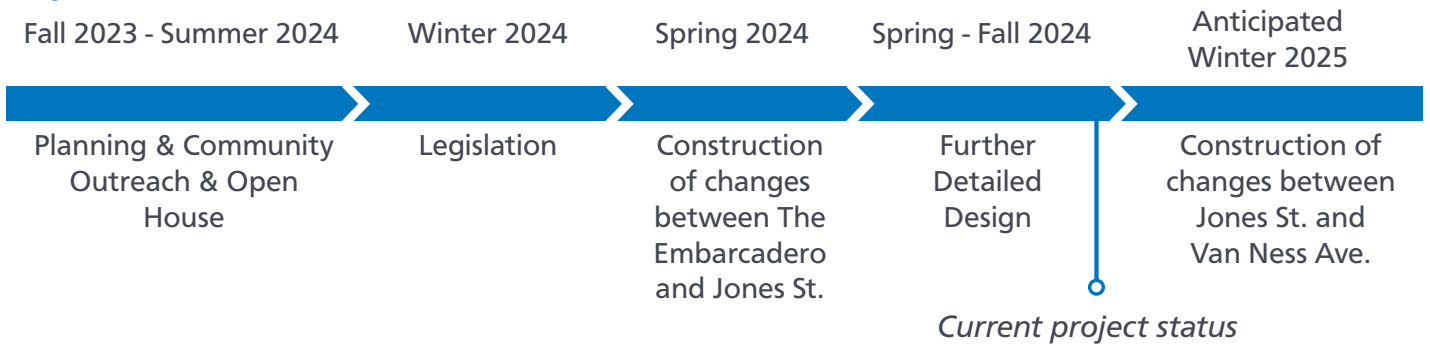 Fall 2023 - Summer 2024
Winter 2024
Spring 2024
Spring - Fall 2024
Anticipated
Winter 2025
Planning & Community
Outreach & Open
House
Legislation
Construction
of changes
between The
Embarcadero
and Jones St.
Further
Detailed
Design
Construction of
changes between
Jones St. and
Van Ness Ave.
Current project status